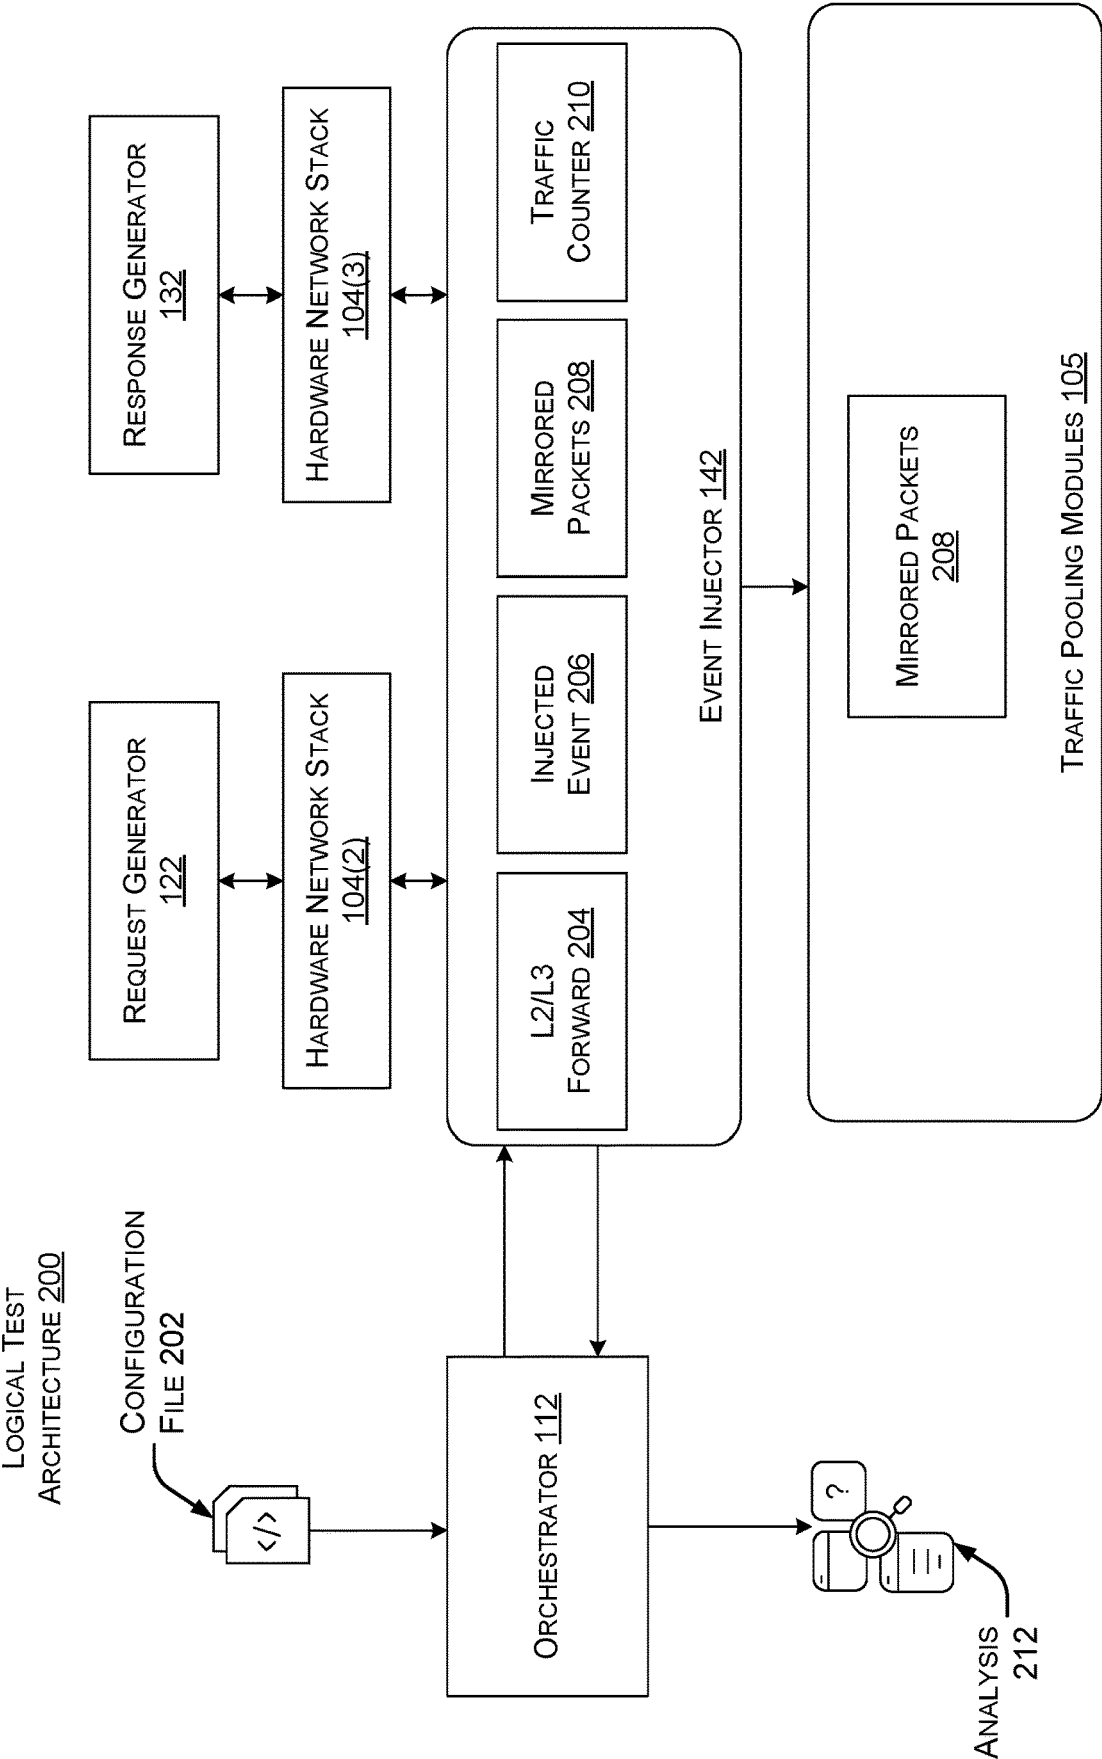 LOGICAL TEST
ARCHITECTURE 200
CONFIGURATION
FILE 202
</>
ORCHESTRATOR 112
?
ANALYSIS
212
REQUEST GENERATOR
122
HARDWARE NETWORK STACK
104(2)
RESPONSE GENERATOR
132
HARDWARE NETWORK STACK
104(3)
L2/L3
FORWARD 204
INJECTED
EVENT 206
MIRRORED
PACKETS 208
TRAFFIC
COUNTER 210
EVENT INJECTOR 142
MIRRORED PACKETS
208
TRAFFIC POOLING MODULES 105